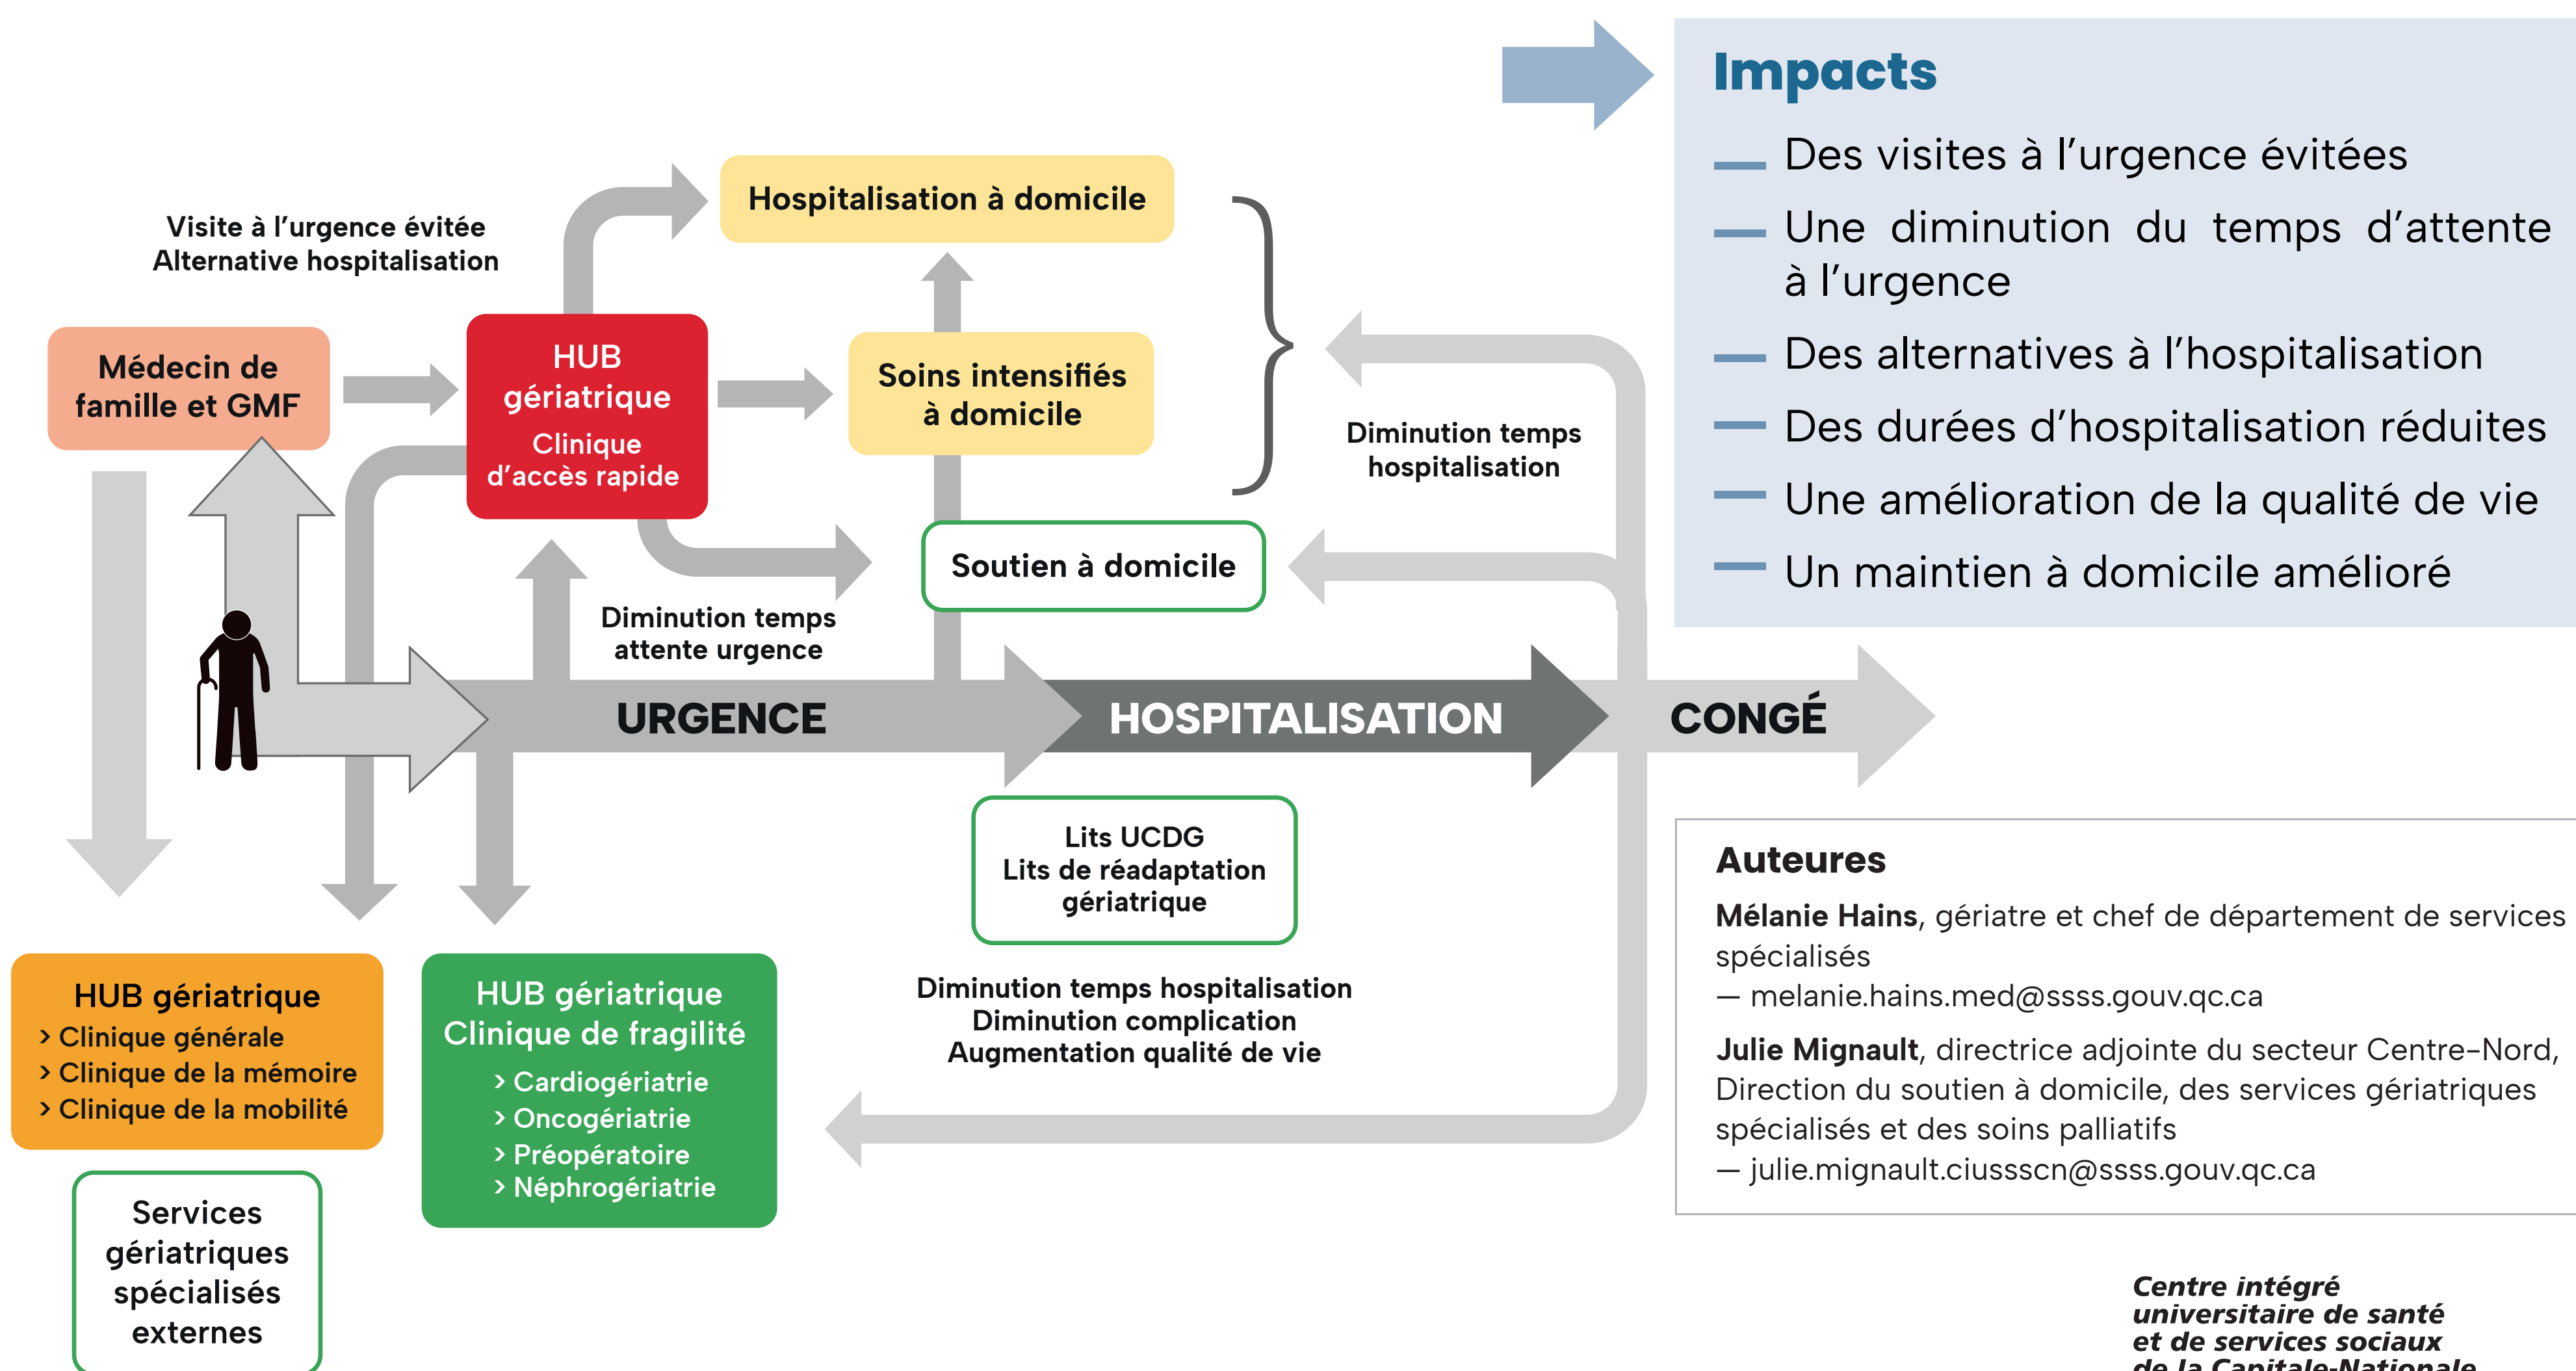 Visite à l’urgence évitée
Alternative hospitalisation
Hospitalisation à domicile
Médecin de
famille et GMF
HUB
gériatrique
Clinique
d’accès rapide
Soins intensifiés
à domicile
Diminution temps
hospitalisation
Soutien à domicile
Diminution temps
attente urgence
URGENCE
HOSPITALISATION
CONGÉ
Lits UCDG
Lits de réadaptation
gériatrique
Diminution temps hospitalisation
Diminution complication
Augmentation qualité de vie
HUB gériatrique
> Clinique générale
> Clinique de la mémoire
> Clinique de la mobilité
HUB gériatrique
Clinique de fragilité
> Cardiogériatrie
> Oncogériatrie
> Préopératoire
> Néphrogériatrie
Services
gériatriques
spécialisés
externes
Impacts
Des visites à l’urgence évitées
Une diminution du temps d’attente
à l’urgence
Des alternatives à l’hospitalisation
Des durées d’hospitalisation réduites
Une amélioration de la qualité de vie
Un maintien à domicile amélioré
Auteures
Mélanie Hains, gériatre et chef de département de services
spécialisés
— melanie.hains.med@ssss.gouv.qc.ca
Julie Mignault, directrice adjointe du secteur Centre-Nord,
Direction du soutien à domicile, des services gériatriques
spécialisés et des soins palliatifs
— julie.mignault.ciussscn@ssss.gouv.qc.ca
Centre intégré
universitaire de santé
et de services sociaux
de la Capitale-Nationale